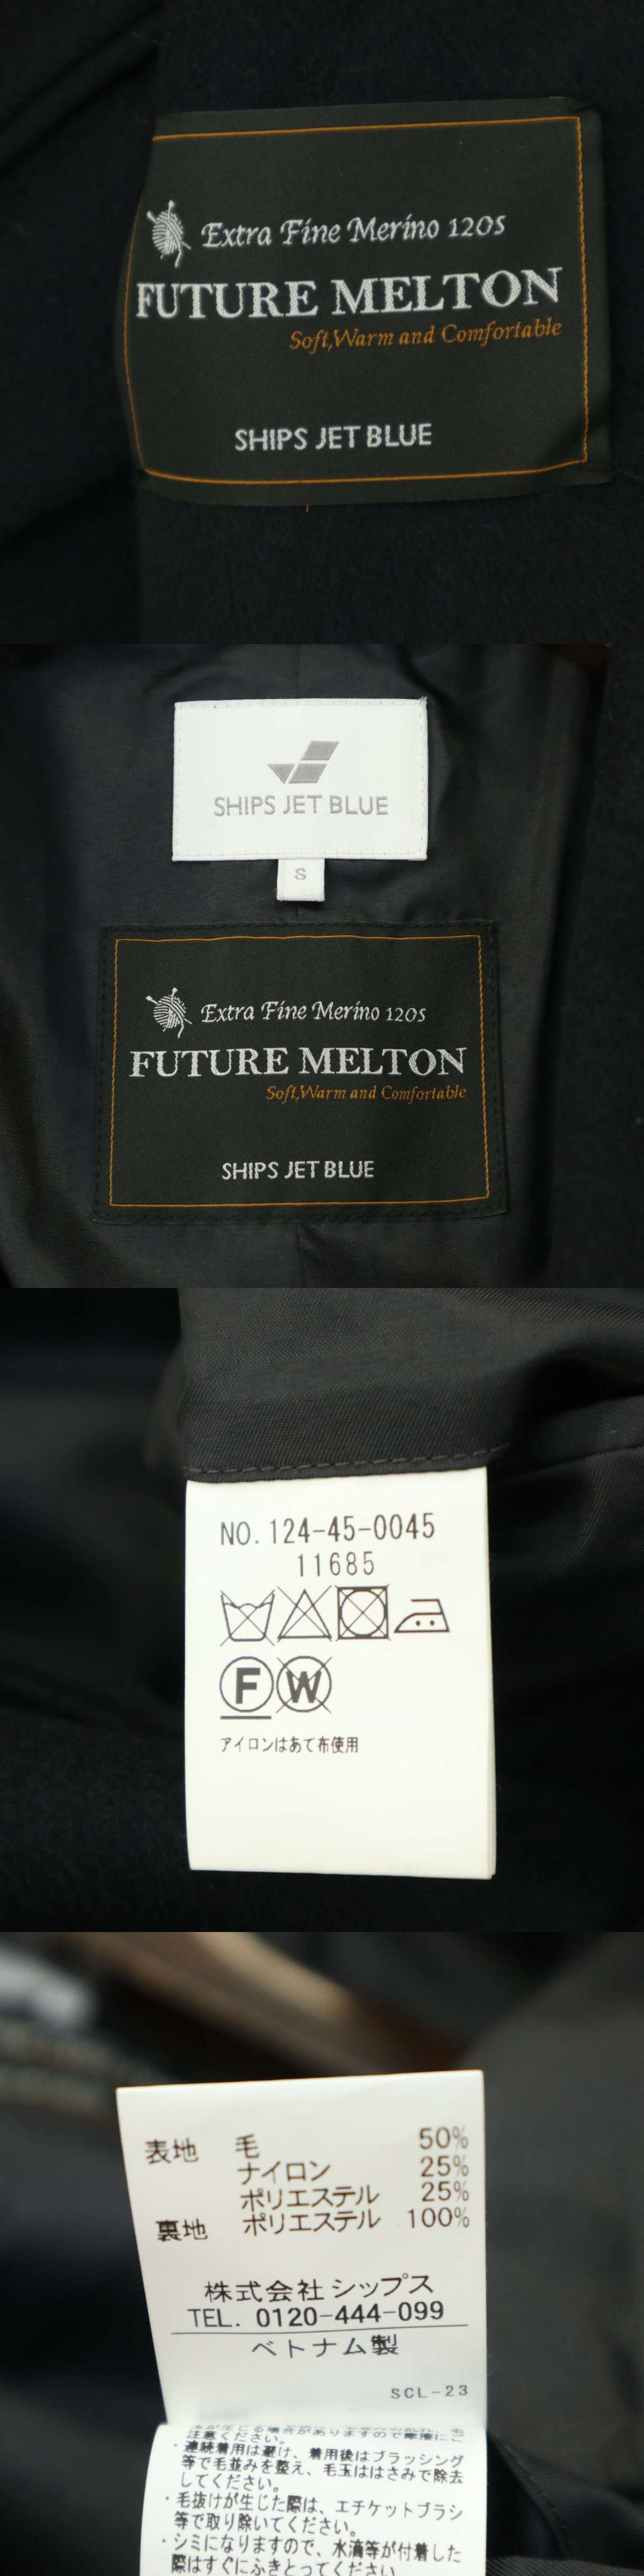 Extra Fine Merino 120s
FUTURE MELTON
Soft,Warm and Comfortable
SHIPS JET BLUE
SHIPS JET BLUE
S
Extra Fine Merino 120s
FUTURE MELTON
Soft,Warm and Comfortable
SHIPS JET BLUE
NO.124-45-0045
11685
F W
アイロンはあて布使用
表地 毛 50%
ナイロン 25%
ポリエステル 25%
裏地 ポリエステル 100%
株式会社シップス
TEL. 0120-444-099
ベトナム製
SCL-23
注意ください。
・連続着用は避け、着用後はブラッシング
等で毛並みを整え、毛玉ははさみで除去
してください。
・毛抜けが生じた際は、エチケットブラシ
等で取り除いてください。
・シミになりますので、水滴等が付着した
際はすぐにふきとってください